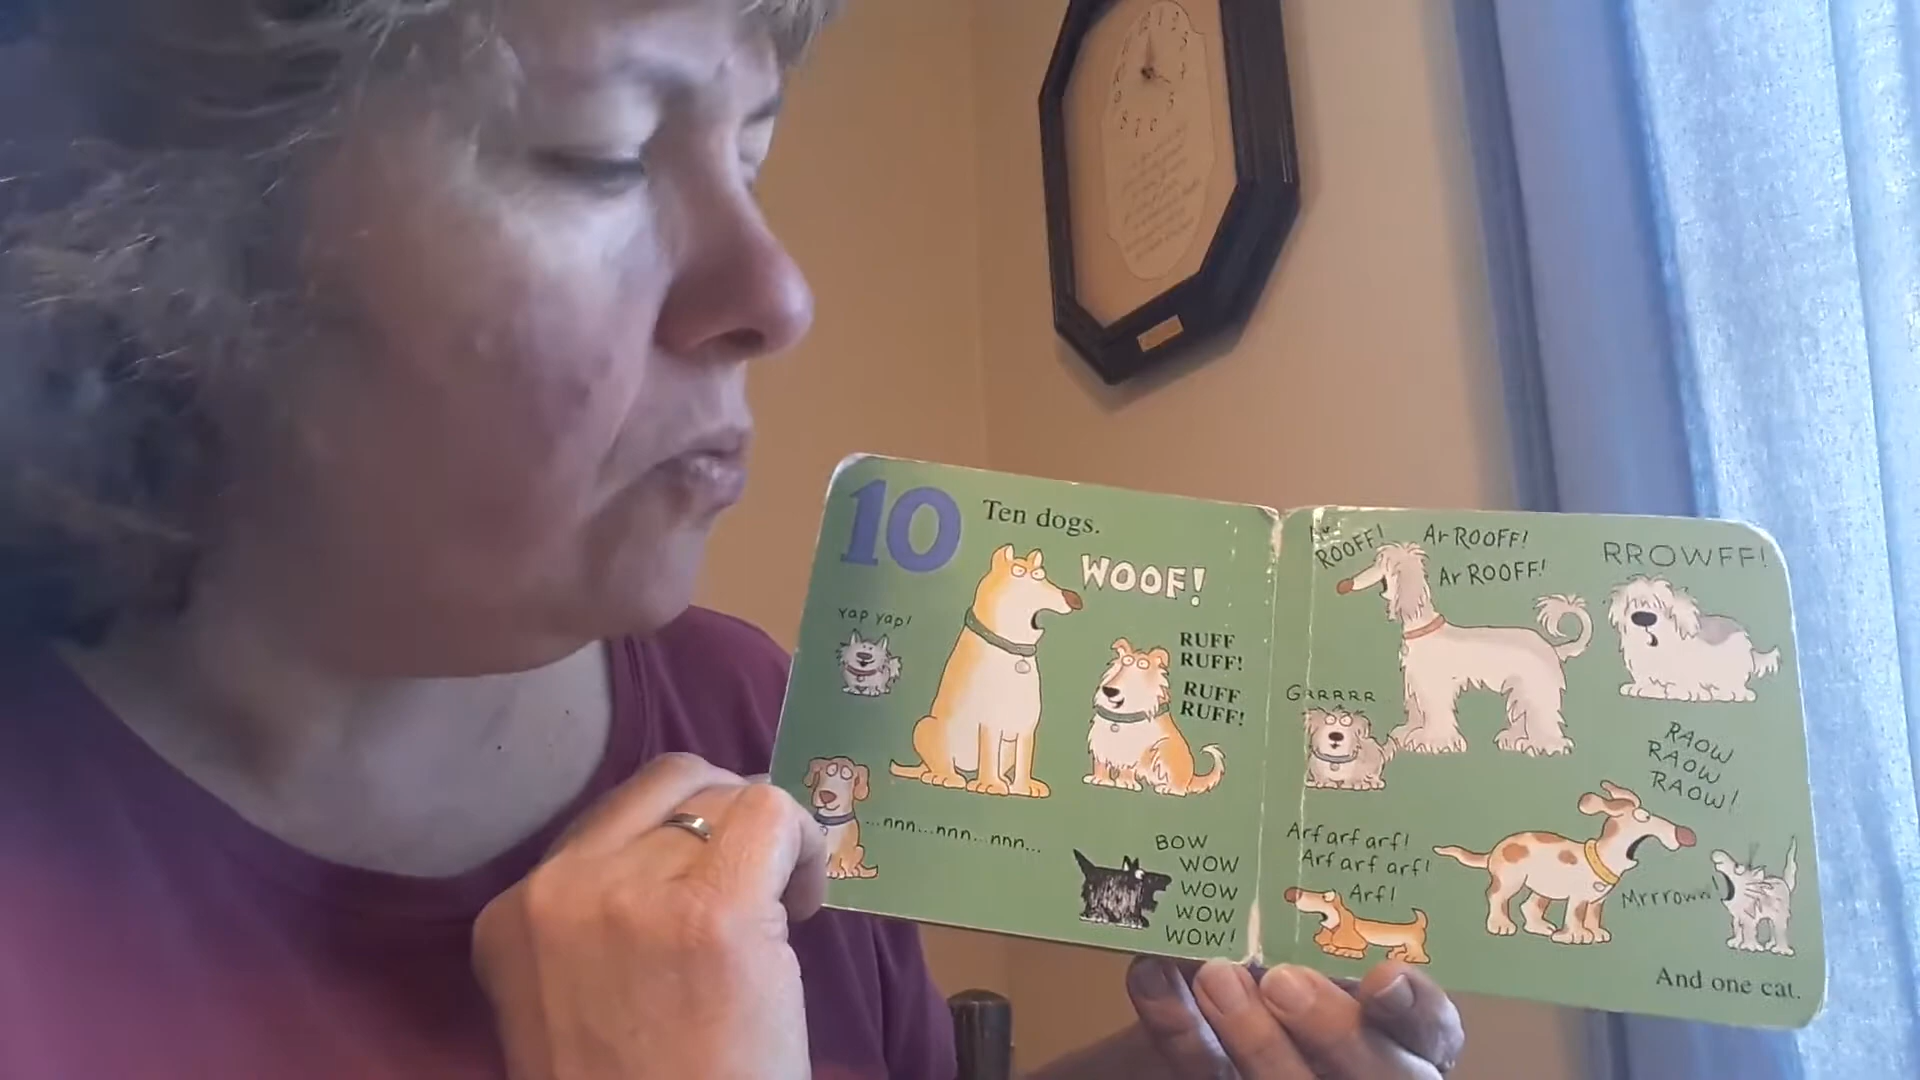 10
Ten dogs.
WOOF!
Yap yap!
RUFF
RUFF!
RUFF
RUFF!
...nnn...nnn...nnn...
BOW
WOW
WOW
WOW
WOW!
Ar
ROOFF!
Ar ROOFF!
Ar ROOFF!
RROWFF!
GRRRRR
RAOW
RAOW
RAOW!
Arf arf arf!
Arf arf arf!
Arf!
Mrrroww!
And one cat.